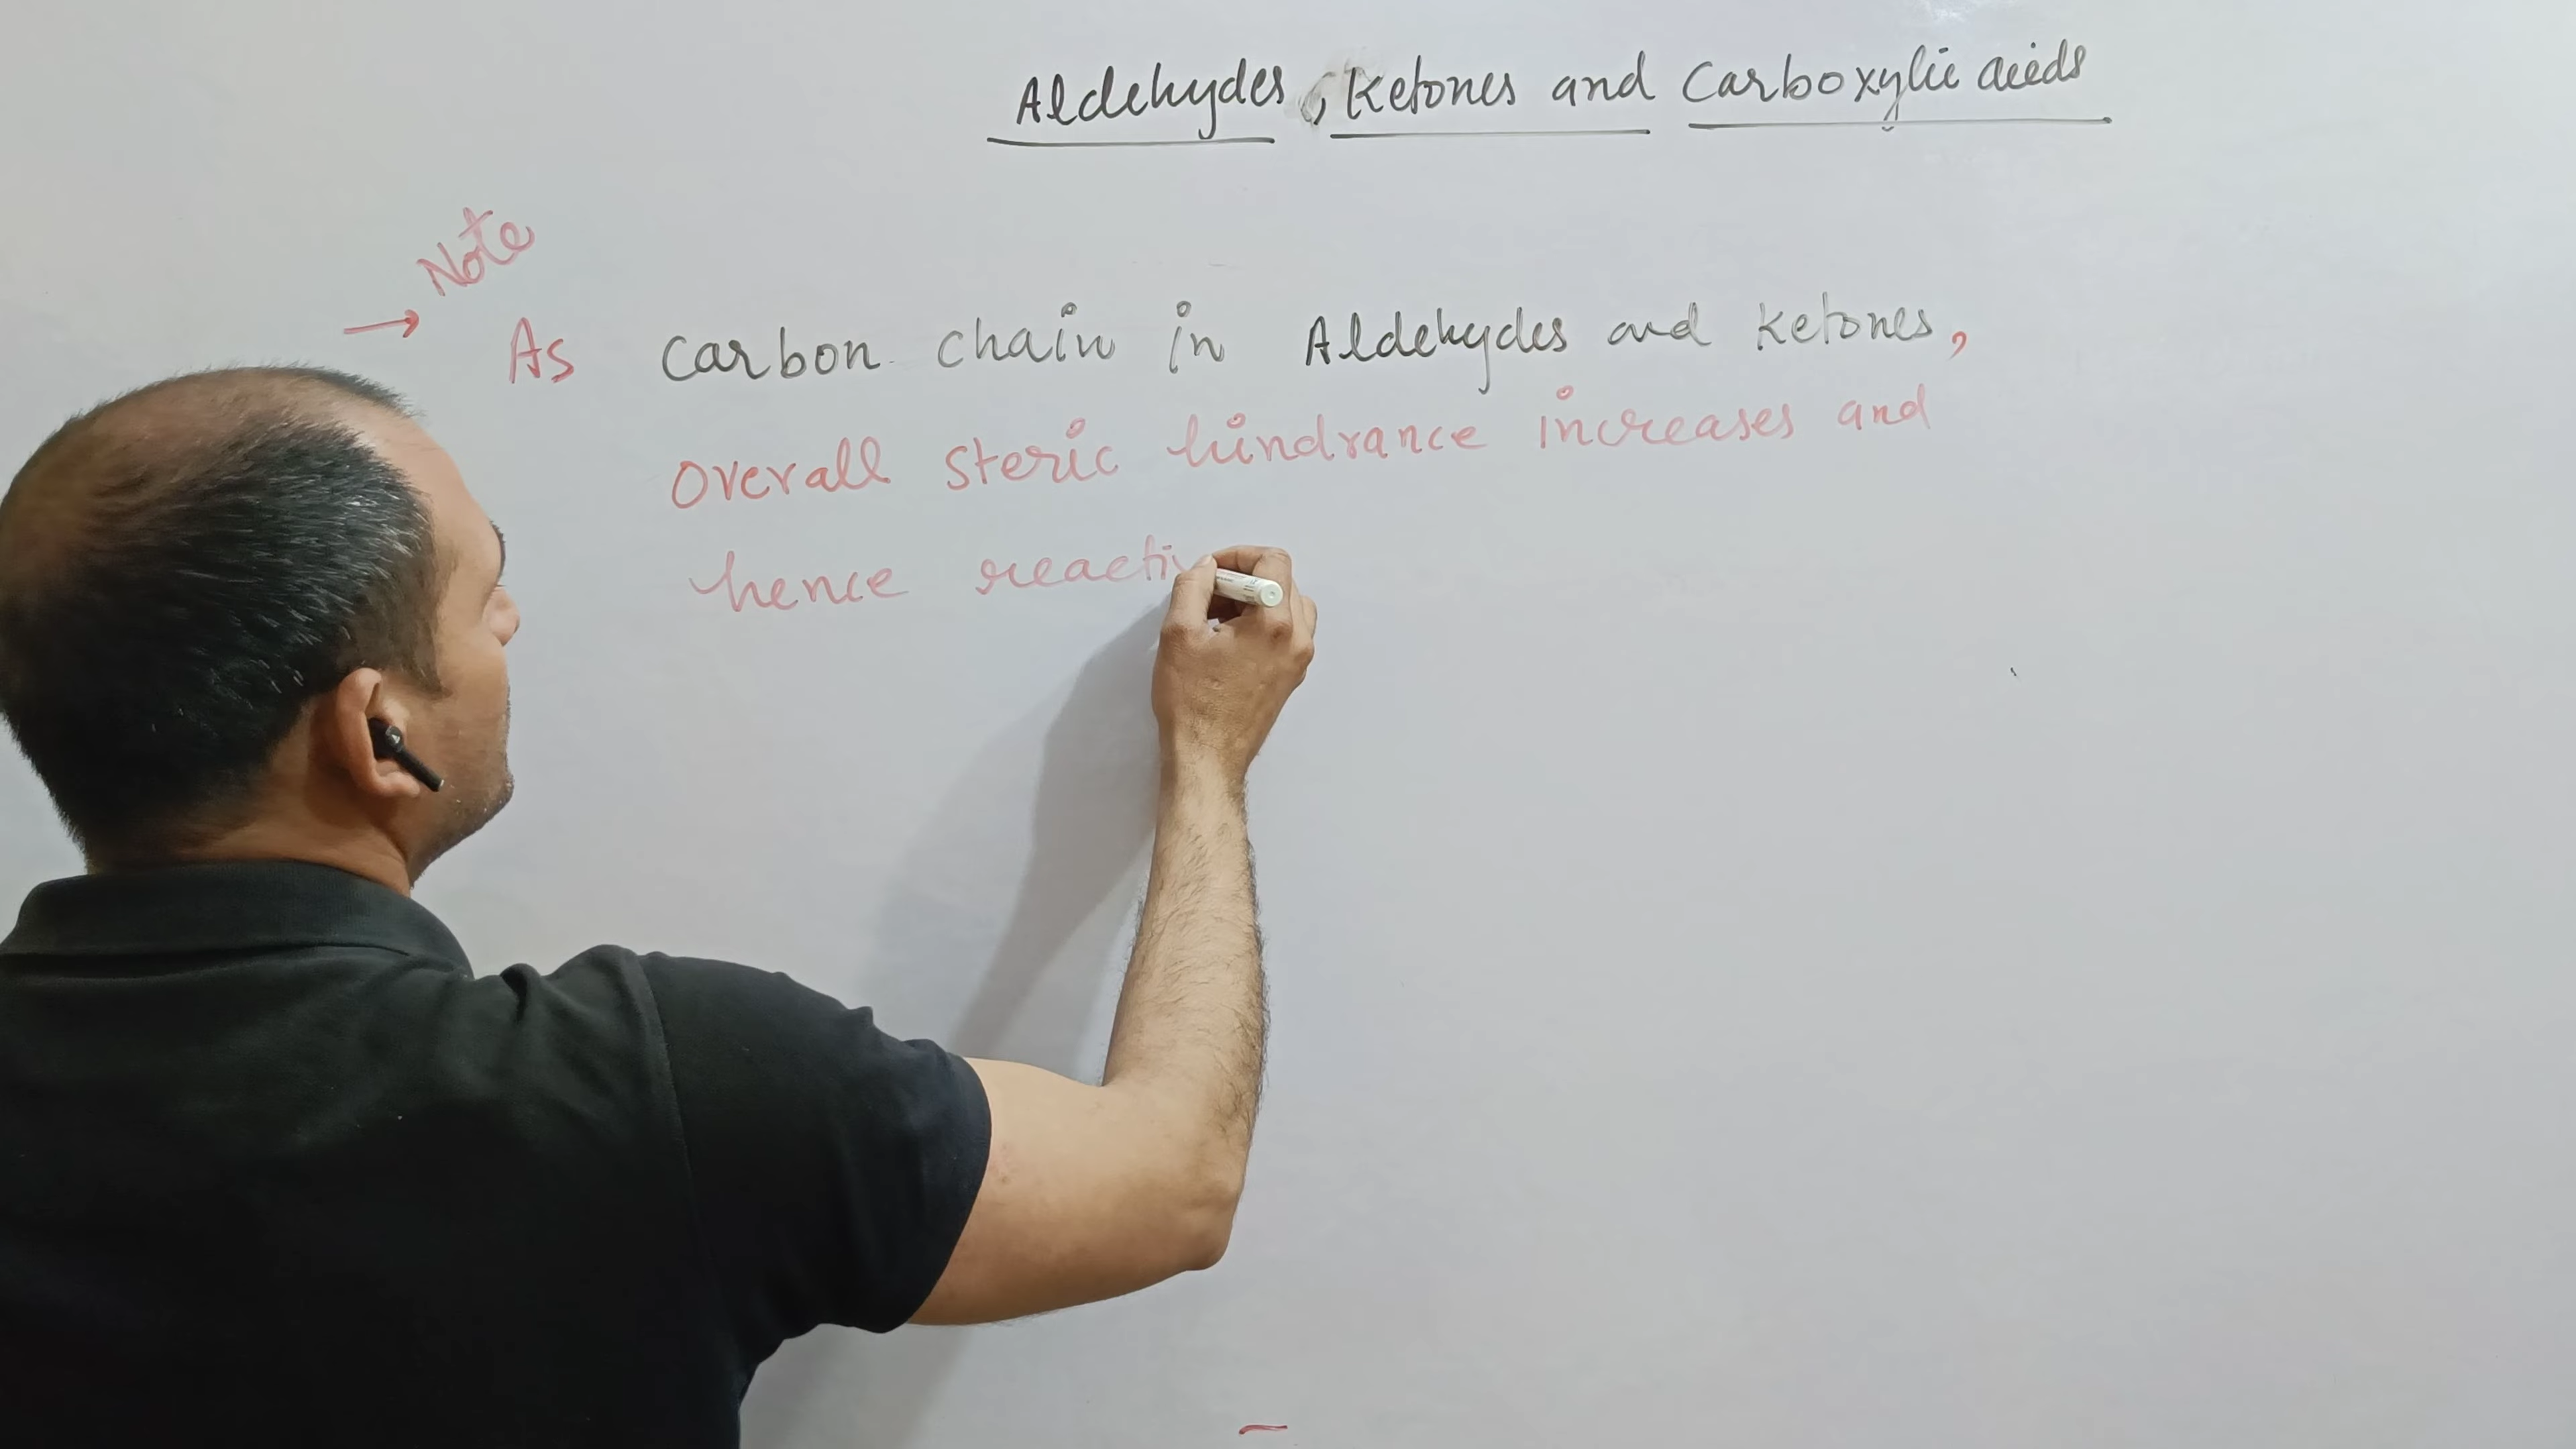 Aldehydes, Ketones and Carboxylic acids
Note
→ As Carbon chain in Aldehydes and Ketones,
Overall steric hindrance increases and
hence reactiv